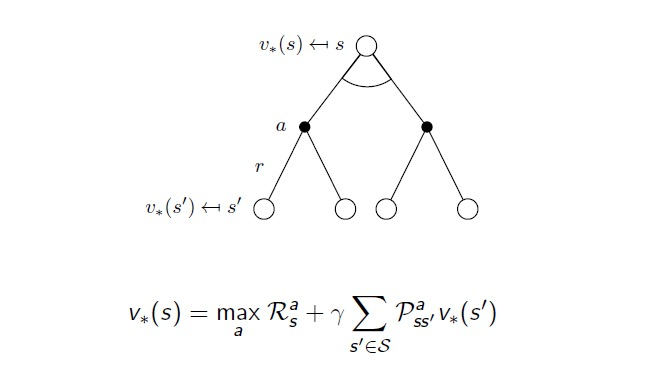 v∗(s) ↤ s
a
r
v∗(s′) ↤ s′
v∗(s) = max_a R^a_s + γ ∑_{s′∈S} P^a_{ss′} v∗(s′)